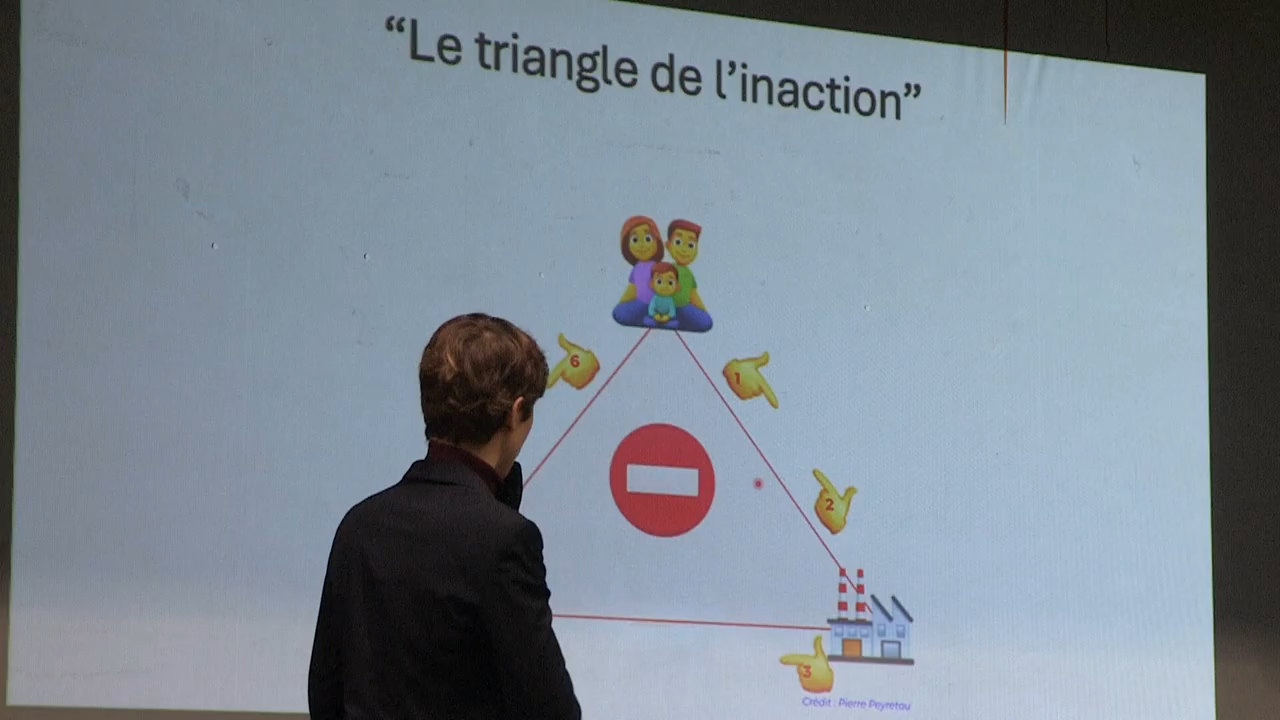 “Le triangle de l’inaction”
6
1
2
3
Crédit : Pierre Peyretou